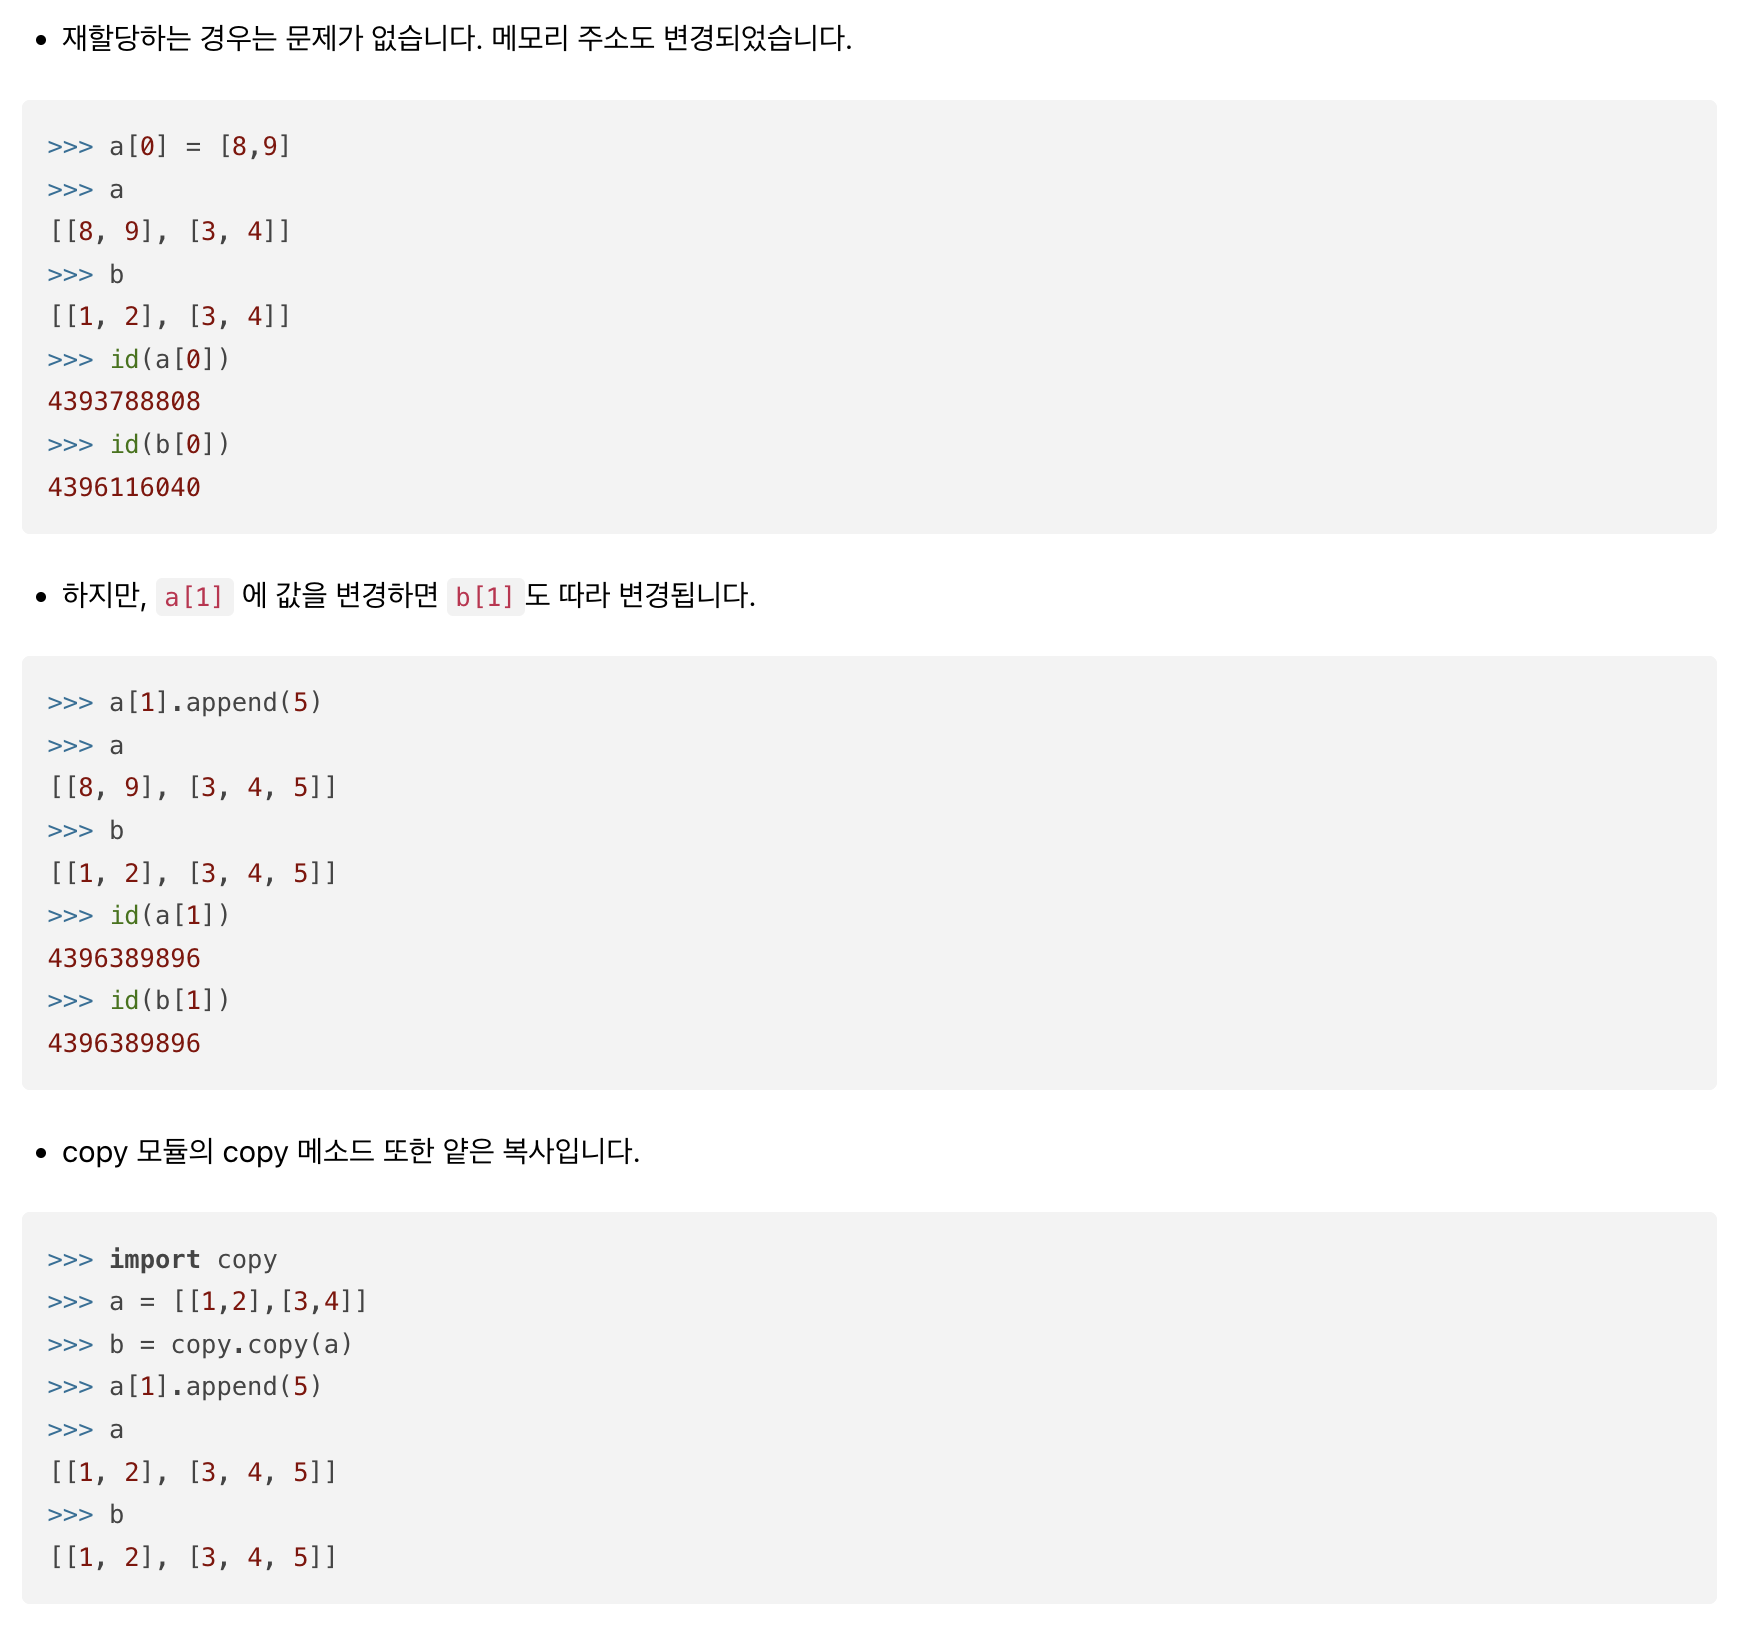 • 재할당하는 경우는 문제가 없습니다. 메모리 주소도 변경되었습니다.
>>> a[0] = [8,9]
>>> a
[[8, 9], [3, 4]]
>>> b
[[1, 2], [3, 4]]
>>> id(a[0])
4393788808
>>> id(b[0])
4396116040
• 하지만, a[1] 에 값을 변경하면 b[1]도 따라 변경됩니다.
>>> a[1].append(5)
>>> a
[[8, 9], [3, 4, 5]]
>>> b
[[1, 2], [3, 4, 5]]
>>> id(a[1])
4396389896
>>> id(b[1])
4396389896
• copy 모듈의 copy 메소드 또한 얕은 복사입니다.
>>> import copy
>>> a = [[1,2],[3,4]]
>>> b = copy.copy(a)
>>> a[1].append(5)
>>> a
[[1, 2], [3, 4, 5]]
>>> b
[[1, 2], [3, 4, 5]]